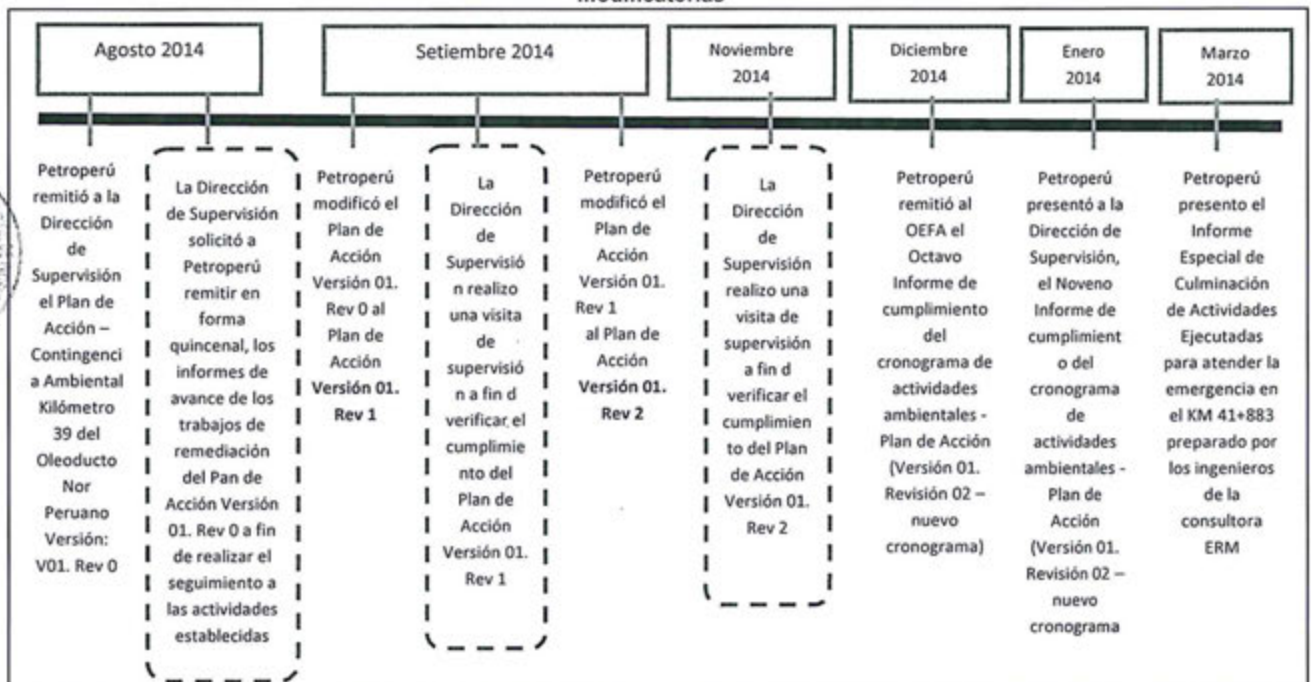 Agosto 2014
Setiembre 2014
Noviembre
2014
Diciembre
2014
Enero
2014
Marzo
2014
Petroperú
remitió a la
Dirección
de
Supervisión
el Plan de
Acción –
Contingenci
a Ambiental
Kilómetro
39 del
Oleoducto
Nor
Peruano
Versión:
V01. Rev 0
La Dirección
de Supervisión
solicitó a
Petroperú
remitir en
forma
quincenal, los
informes de
avance de los
trabajos de
remediación
del Pan de
Acción Versión
01. Rev 0 a fin
de realizar el
seguimiento a
las actividades
establecidas
Petroperú
modificó el
Plan de
Acción
Versión 01.
Rev 0 al
Plan de
Acción
Versión 01.
Rev 1
La
Dirección
de
Supervisió
n realizo
una visita
de
supervisió
n a fin d
verificar el
cumplimie
nto del
Plan de
Acción
Versión 01.
Rev 1
Petroperú
modificó el
Plan de
Acción
Versión 01.
Rev 1
al Plan de
Acción
Versión 01.
Rev 2
La
Dirección
de
Supervisión
realizo una
visita de
supervisión
a fin d
verificar el
cumplimien
to del Plan
de Acción
Versión 01.
Rev 2
Petroperú
remitió al
OEFA el
Octavo
Informe de
cumplimiento
del
cronograma de
actividades
ambientales -
Plan de Acción
(Versión 01.
Revisión 02 –
nuevo
cronograma)
Petroperú
presentó a la
Dirección de
Supervisión,
el Noveno
Informe de
cumplimient
o del
cronograma
de
actividades
ambientales -
Plan de
Acción
(Versión 01.
Revisión 02 –
nuevo
cronograma
Petroperú
presento el
Informe
Especial de
Culminación
de Actividades
Ejecutadas
para atender la
emergencia en
el KM 41+883
preparado por
los ingenieros
de la
consultora
ERM